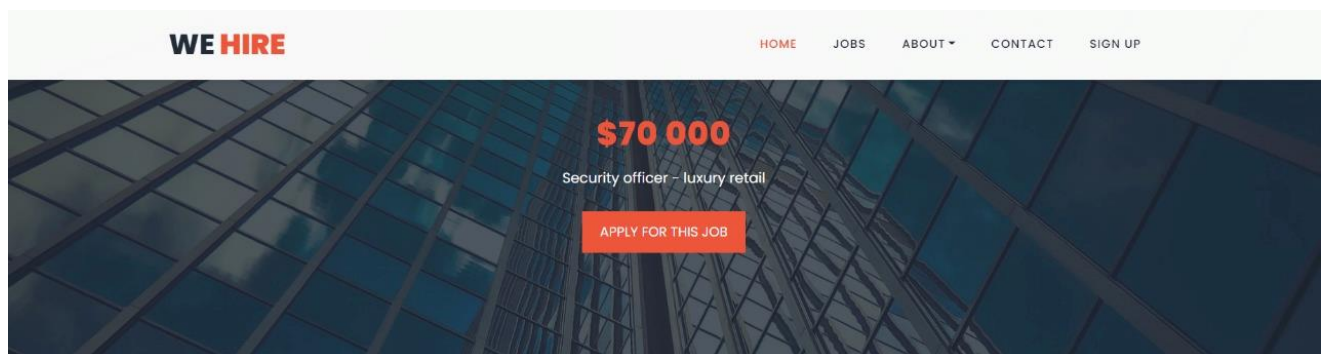 WE HIRE
HOME JOBS ABOUT CONTACT SIGN UP
$70 000
Security officer - luxury retail
APPLY FOR THIS JOB